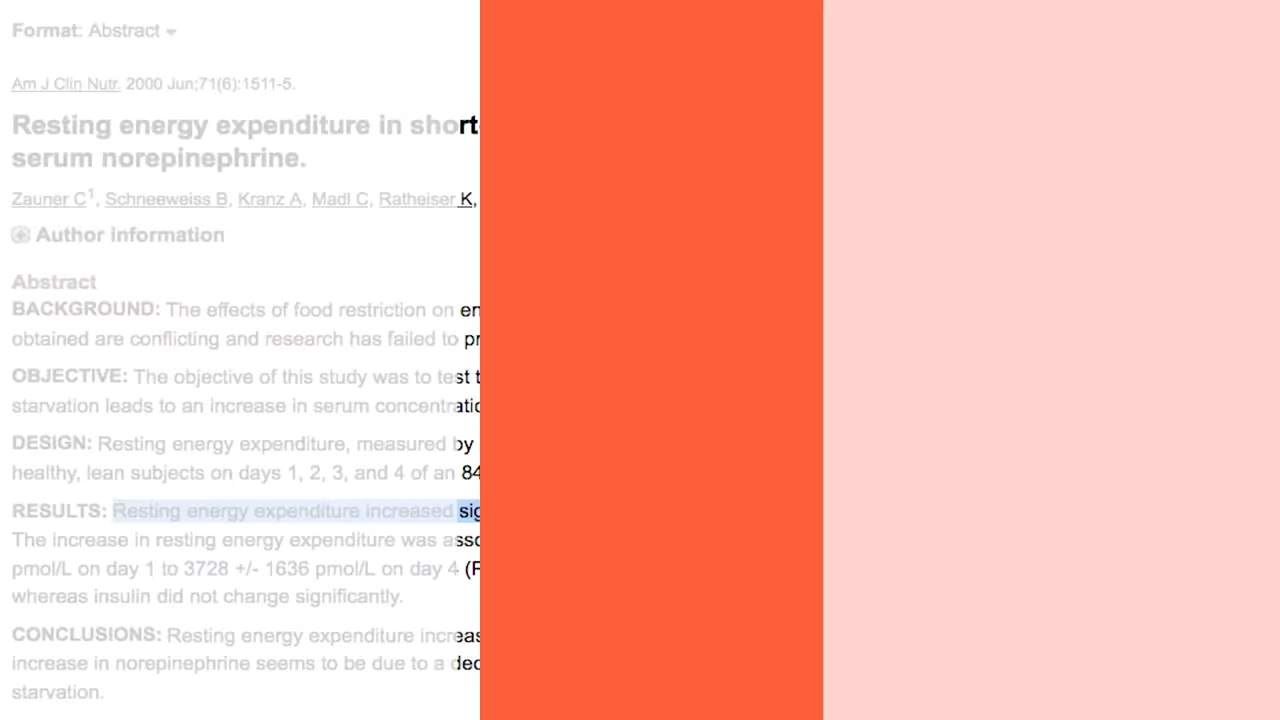 Format: Abstract
Am J Clin Nutr. 2000 Jun;71(6):1511-5.
Resting energy expenditure in short
serum norepinephrine.
Zauner C1, Schneeweiss B, Kranz A, Madl C, Ratheiser K,
Author information
Abstract
BACKGROUND: The effects of food restriction on en
obtained are conflicting and research has failed to pr
OBJECTIVE: The objective of this study was to test t
starvation leads to an increase in serum concentratio
DESIGN: Resting energy expenditure, measured by
healthy, lean subjects on days 1, 2, 3, and 4 of an 84
RESULTS: Resting energy expenditure increased sig
The increase in resting energy expenditure was asso
pmol/L on day 1 to 3728 +/- 1636 pmol/L on day 4 (P
whereas insulin did not change significantly.
CONCLUSIONS: Resting energy expenditure increas
increase in norepinephrine seems to be due to a dec
starvation.